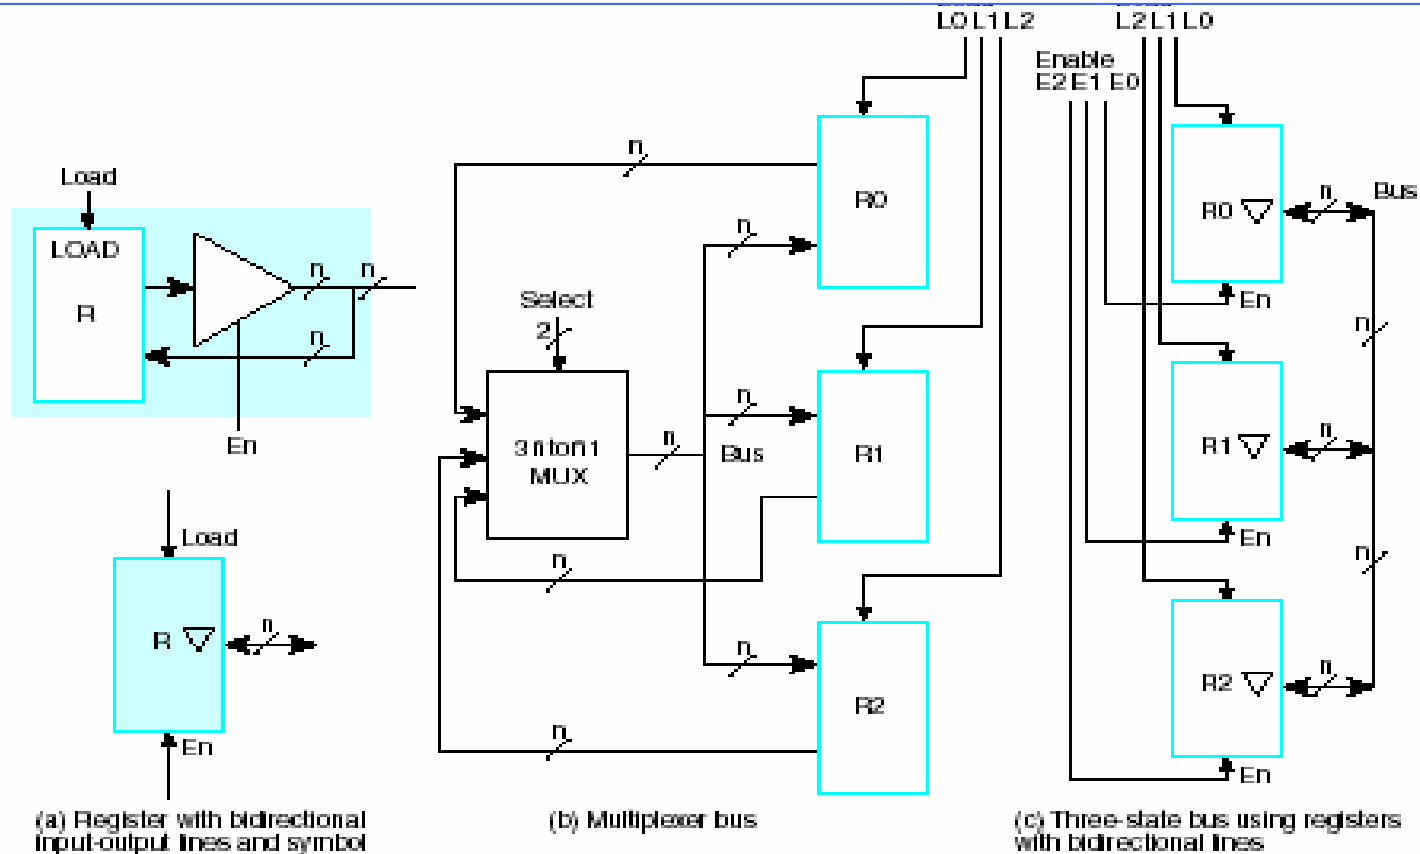 L0 L1 L2
L2 L1 L0
Enable
E2 E1 E0
Load
LOAD
R
n
n
n
En
Load
R
n
En
(a) Register with bidirectional
input-output lines and symbol
n
R0
n
Select
2
n
n
Bus
R1
3 n to n 1
MUX
n
n
R2
n
(b) Multiplexer bus
R0
n
Bus
En
n
R1
n
En
n
R2
n
En
(c) Three-state bus using registers
with bidirectional lines